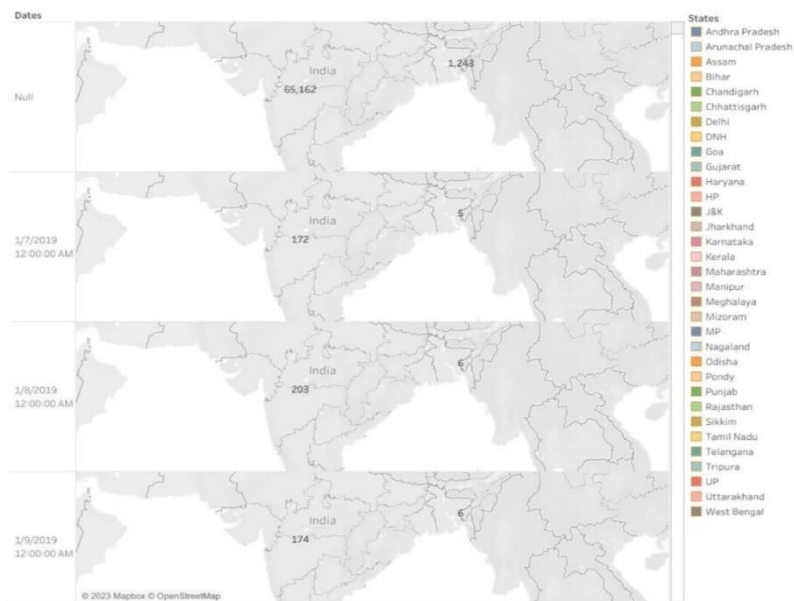 Dates
Null
India
65,162
1,243
1/7/2019
12:00:00 AM
India
172
5
1/8/2019
12:00:00 AM
India
203
6
1/9/2019
12:00:00 AM
India
174
6
© 2023 Mapbox © OpenStreetMap
States
Andhra Pradesh
Arunachal Pradesh
Assam
Bihar
Chandigarh
Chhattisgarh
Delhi
DNH
Goa
Gujarat
Haryana
HP
J&K
Jharkhand
Karnataka
Kerala
Maharashtra
Manipur
Meghalaya
Mizoram
MP
Nagaland
Odisha
Pondy
Punjab
Rajasthan
Sikkim
Tamil Nadu
Telangana
Tripura
UP
Uttarakhand
West Bengal